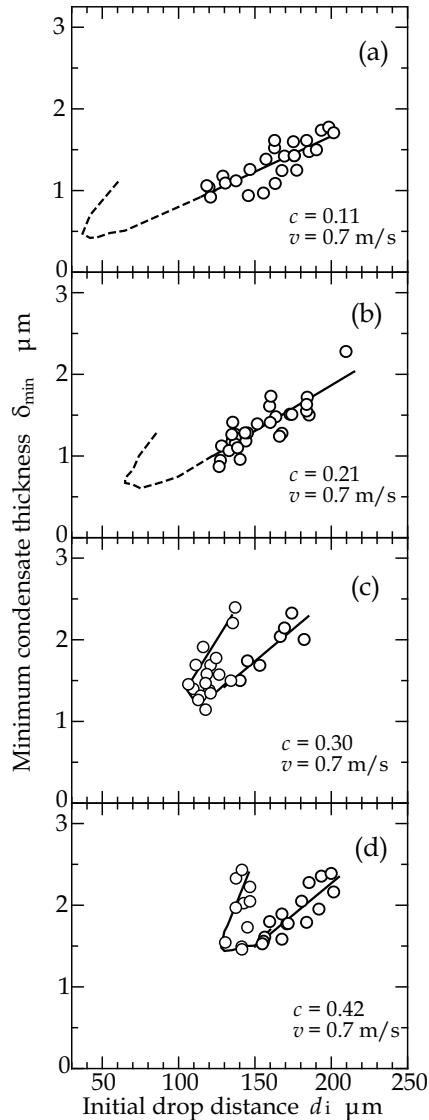 (a)
3
2
1
0
c = 0.11
v = 0.7 m/s
(b)
3
2
1
0
c = 0.21
v = 0.7 m/s
Minimum condensate thickness δmin μm
(c)
3
2
1
0
c = 0.30
v = 0.7 m/s
(d)
3
2
1
0
c = 0.42
v = 0.7 m/s
50 100 150 200 250
Initial drop distance di μm